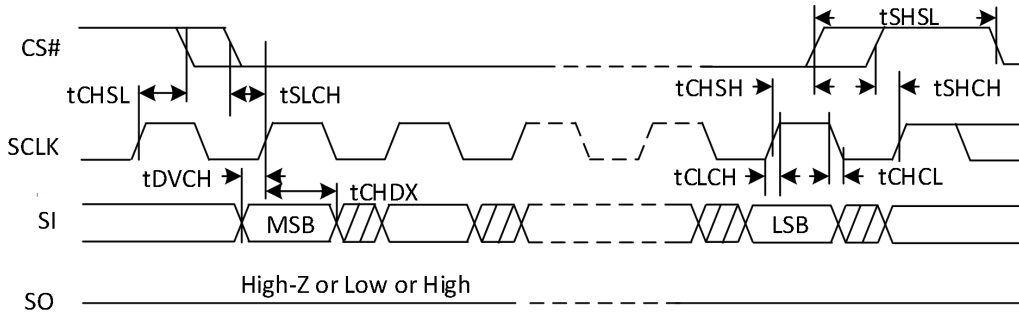 tSHSL
CS#
tCHSL
tSLCH
tCHSH
tSHCH
SCLK
tDVCH
tCHDX
tCLCH
tCHCL
SI
MSB
LSB
High-Z or Low or High
SO